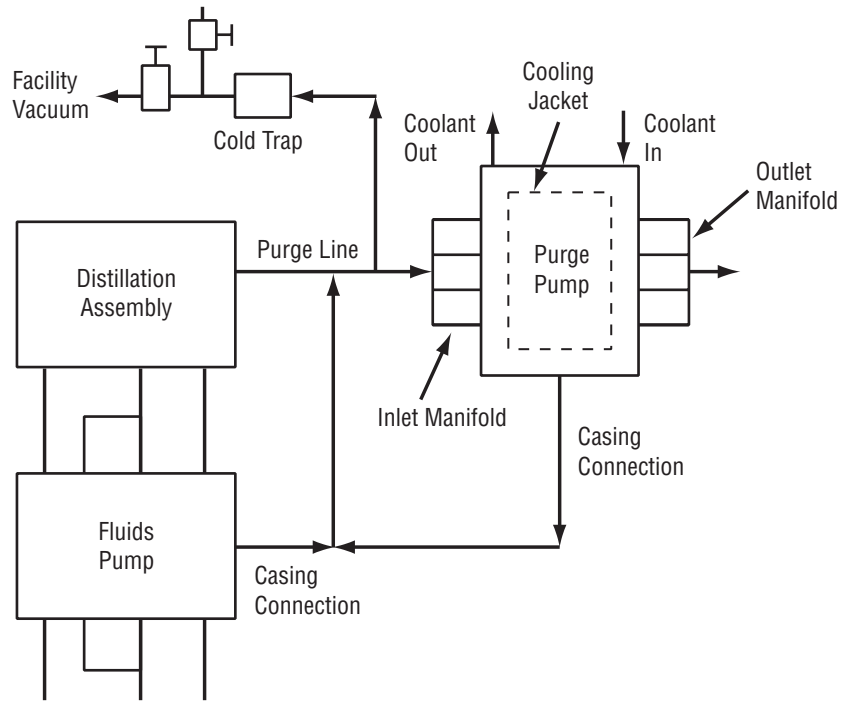 Facility
Vacuum
Cold Trap
Cooling
Jacket
Coolant
Out
Coolant
In
Outlet
Manifold
Purge Line
Distillation
Assembly
Purge
Pump
Inlet Manifold
Casing
Connection
Fluids
Pump
Casing
Connection